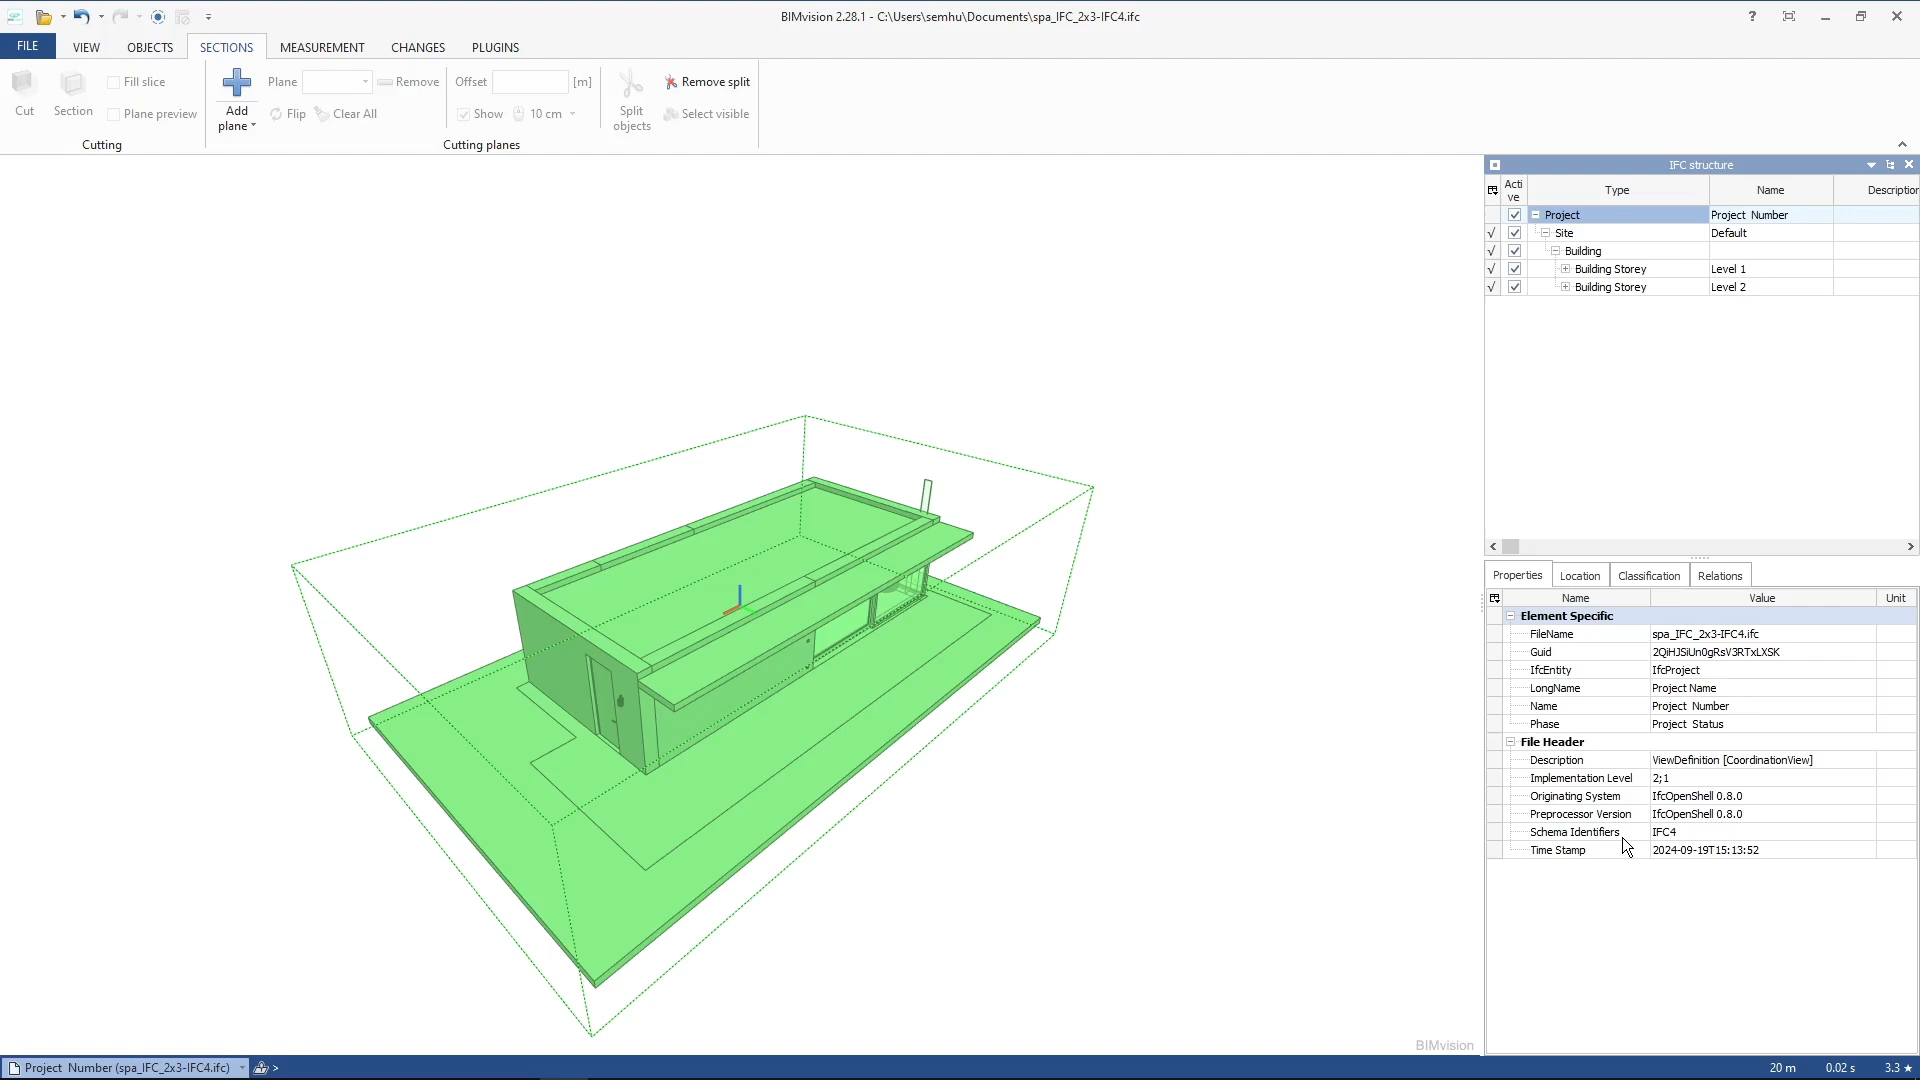 BIMvision 2.28.1 - C:\Users\semhu\Documents\spa_IFC_2x3-IFC4.ifc
FILE VIEW OBJECTS SECTIONS MEASUREMENT CHANGES PLUGINS
Cut
Section
Fill slice
Plane preview
Cutting
Add plane
Plane
Remove
Flip
Clear All
Offset [m]
Show
10 cm
Cutting planes
Split objects
Remove split
Select visible
IFC structure
Active Type Name Description
Project Project Number
Site Default
Building
Building Storey Level 1
Building Storey Level 2
Properties Location Classification Relations
Name Value Unit
Element Specific
FileName spa_IFC_2x3-IFC4.ifc
Guid 2QiHJSiUn0gRsV3RTxLXSK
IfcEntity IfcProject
LongName Project Name
Name Project Number
Phase Project Status
File Header
Description ViewDefinition [CoordinationView]
Implementation Level 2;1
Originating System IfcOpenShell 0.8.0
Preprocessor Version IfcOpenShell 0.8.0
Schema Identifiers IFC4
Time Stamp 2024-09-19T15:13:52
BIMvision
Project Number (spa_IFC_2x3-IFC4.ifc) >
20 m 0.02 s 3.3